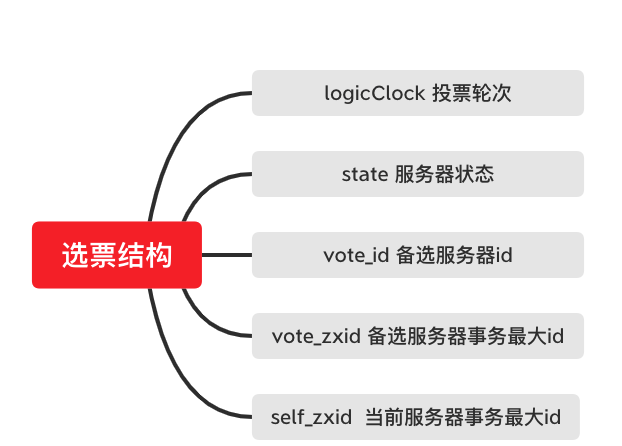 logicClock 投票轮次
state 服务器状态
选票结构
vote_id 备选服务器id
vote_zxid 备选服务器事务最大id
self_zxid 当前服务器事务最大id